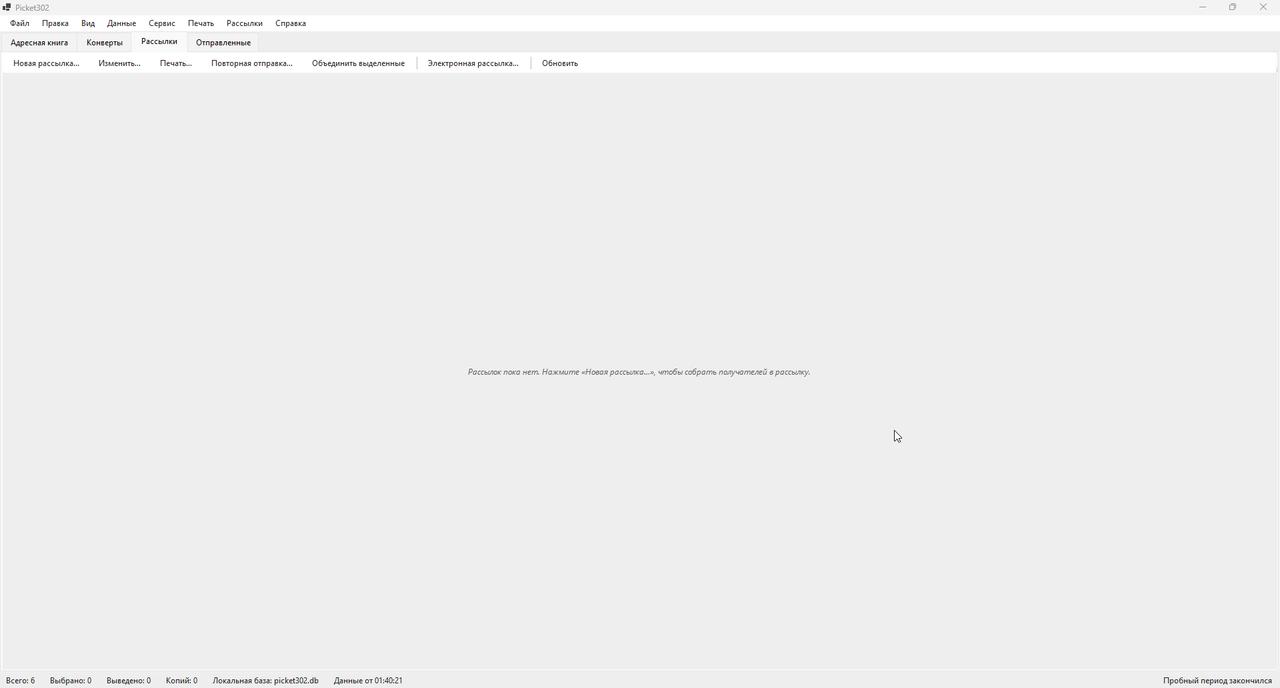 Picket302
Файл Правка Вид Данные Сервис Печать Рассылки Справка
Адресная книга Конверты Рассылки Отправленные
Новая рассылка... Изменить... Печать... Повторная отправка... Объединить выделенные Электронная рассылка... Обновить
Рассылок пока нет. Нажмите «Новая рассылка...», чтобы собрать получателей в рассылку.
Всего: 6 Выбрано: 0 Выведено: 0 Копий: 0 Локальная база: picket302.db Данные от 01:40:21 Пробный период закончился